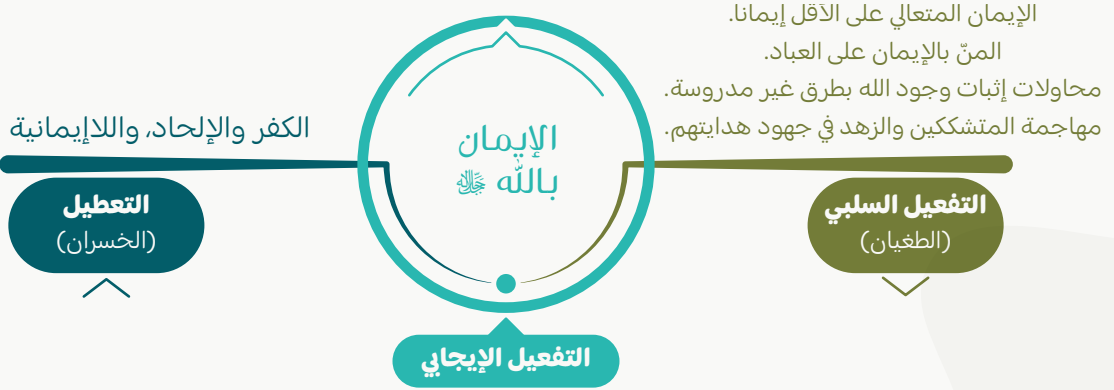 الإيمان المتعالي على الأقل إيمانا.
المنّ بالإيمان على العباد.
محاولات إثبات وجود الله بطرق غير مدروسة.
مهاجمة المتشككين والزهد في جهود هدايتهم.
التفعيل السلبي
(الطغيان)
الإيمان
بالله ﷻ
الكفر والإلحاد، واللاإيمانية
التعطيل
(الخسران)
التفعيل الإيجابي